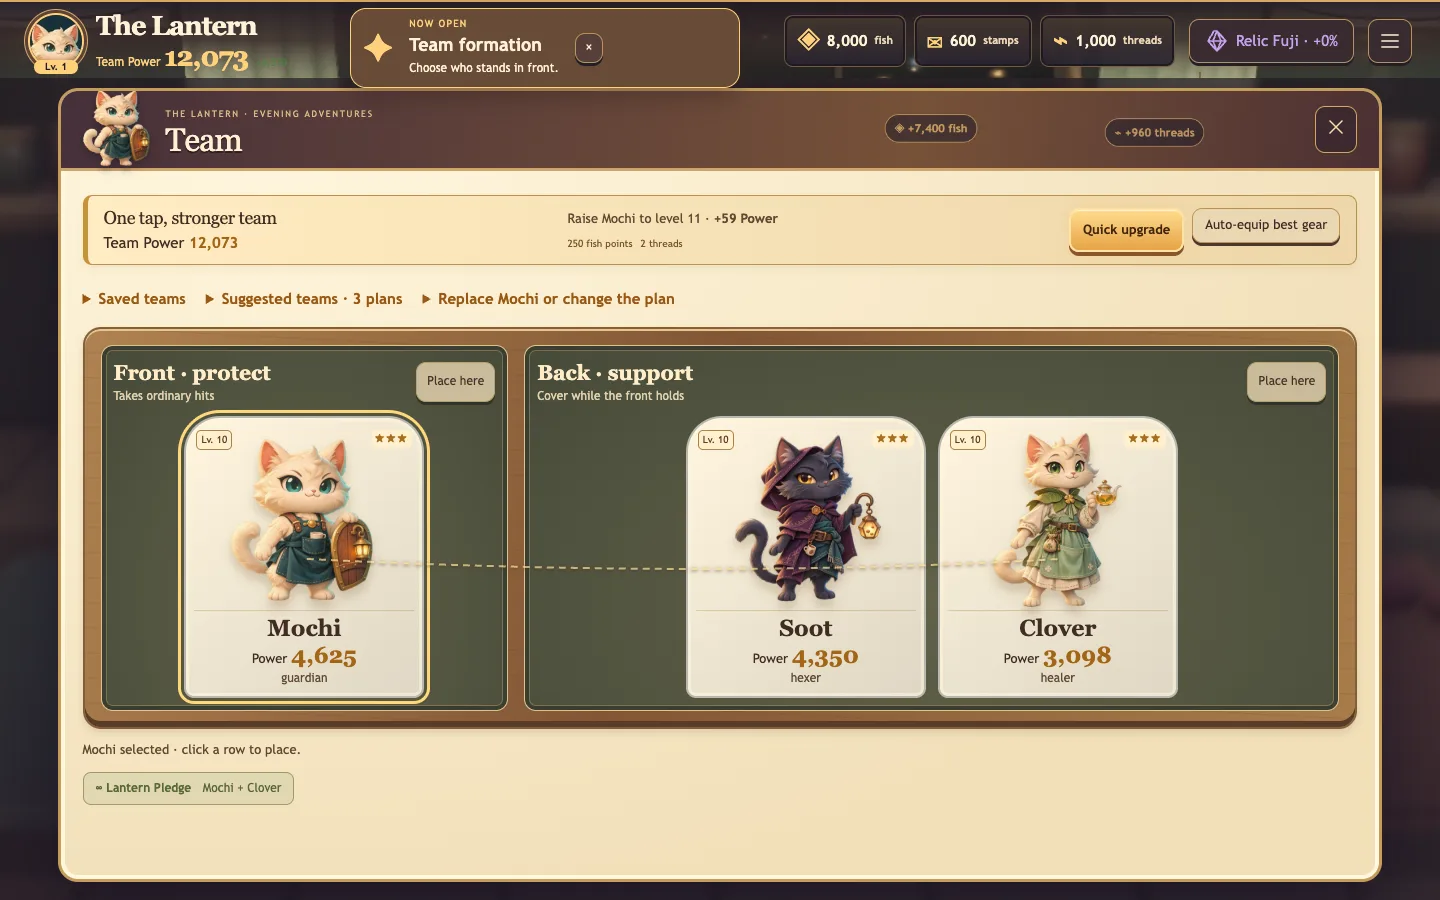 The Lantern
Team Power 12,073
Lv. 1
NOW OPEN
Team formation
Choose who stands in front.
×
8,000 fish
600 stamps
1,000 threads
Relic Fuji · +0%
THE LANTERN · EVENING ADVENTURES
Team
+7,400 fish
+960 threads
One tap, stronger team
Team Power 12,073
Raise Mochi to level 11 · +59 Power
250 fish points 2 threads
Quick upgrade
Auto-equip best gear
Saved teams
Suggested teams · 3 plans
Replace Mochi or change the plan
Front · protect
Takes ordinary hits
Place here
Lv. 10
Mochi
Power 4,625
guardian
Back · support
Cover while the front holds
Place here
Lv. 10
Soot
Power 4,350
hexer
Lv. 10
Clover
Power 3,098
healer
Mochi selected · click a row to place.
∞ Lantern Pledge Mochi + Clover